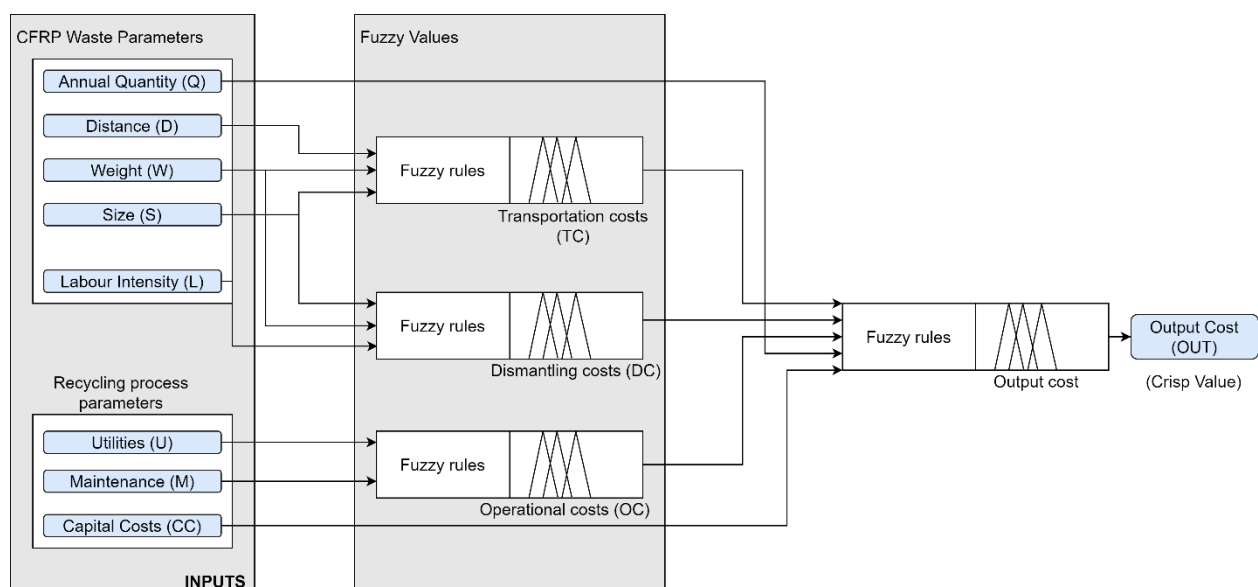 CFRP Waste Parameters
Annual Quantity (Q)
Distance (D)
Weight (W)
Size (S)
Labour Intensity (L)
Recycling process
parameters
Utilities (U)
Maintenance (M)
Capital Costs (CC)
INPUTS
Fuzzy Values
Fuzzy rules
Transportation costs
(TC)
Fuzzy rules
Dismantling costs (DC)
Fuzzy rules
Operational costs (OC)
Fuzzy rules
Output cost
Output Cost
(OUT)
(Crisp Value)